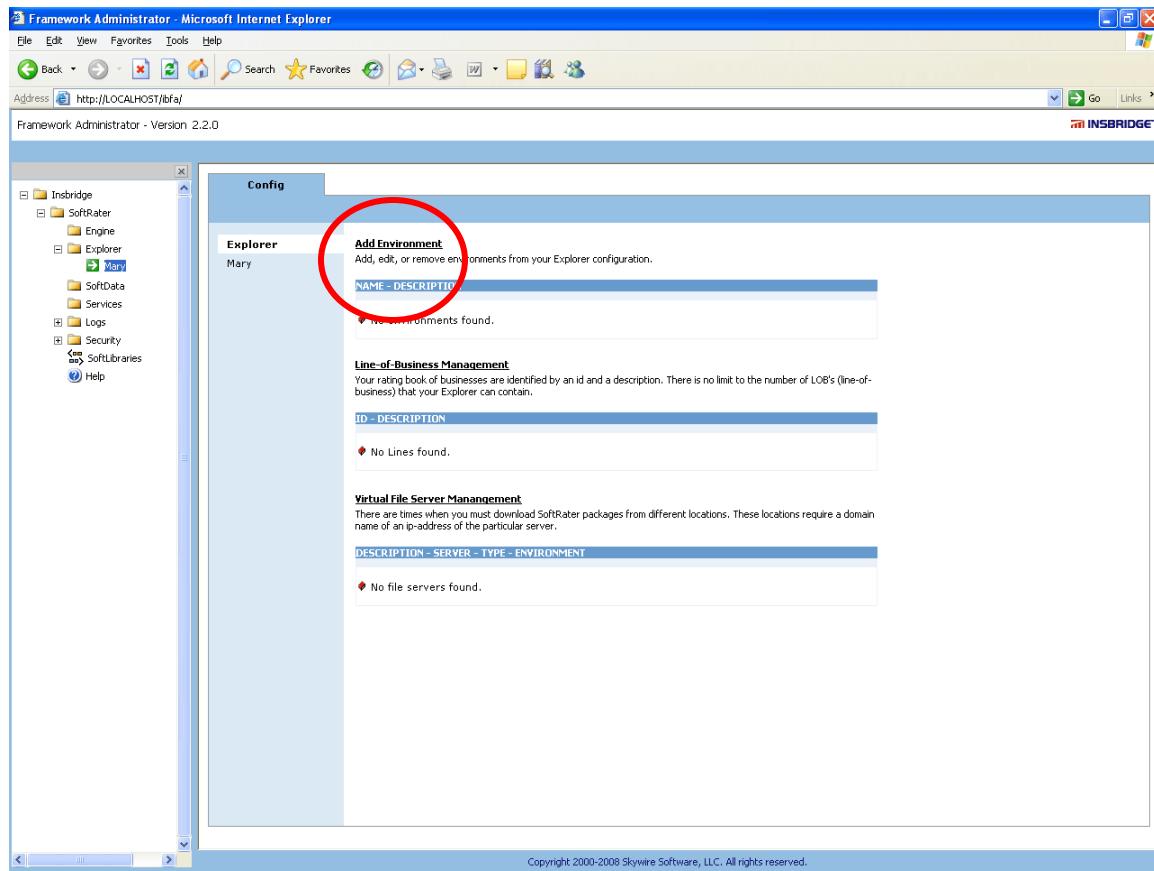 Framework Administrator - Microsoft Internet Explorer
File Edit View Favorites Tools Help
Back Search Favorites
Address http://LOCALHOST/ibfa/ Go Links
Framework Administrator - Version 2.2.0 INSBRIDGE
Config
Insbridge
SoftRater
Engine
Explorer
Mary
SoftData
Services
Logs
Security
SoftLibraries
Help
Explorer
Mary
Add Environment
Add, edit, or remove environments from your Explorer configuration.
NAME - DESCRIPTION
No environments found.
Line-of-Business Management
Your rating book of businesses are identified by an id and a description. There is no limit to the number of LOB's (line-of-
business) that your Explorer can contain.
ID - DESCRIPTION
No Lines found.
Virtual File Server Manangement
There are times when you must download SoftRater packages from different locations. These locations require a domain
name of an ip-address of the particular server.
DESCRIPTION - SERVER - TYPE - ENVIRONMENT
No file servers found.
Copyright 2000-2008 Skywire Software, LLC. All rights reserved.